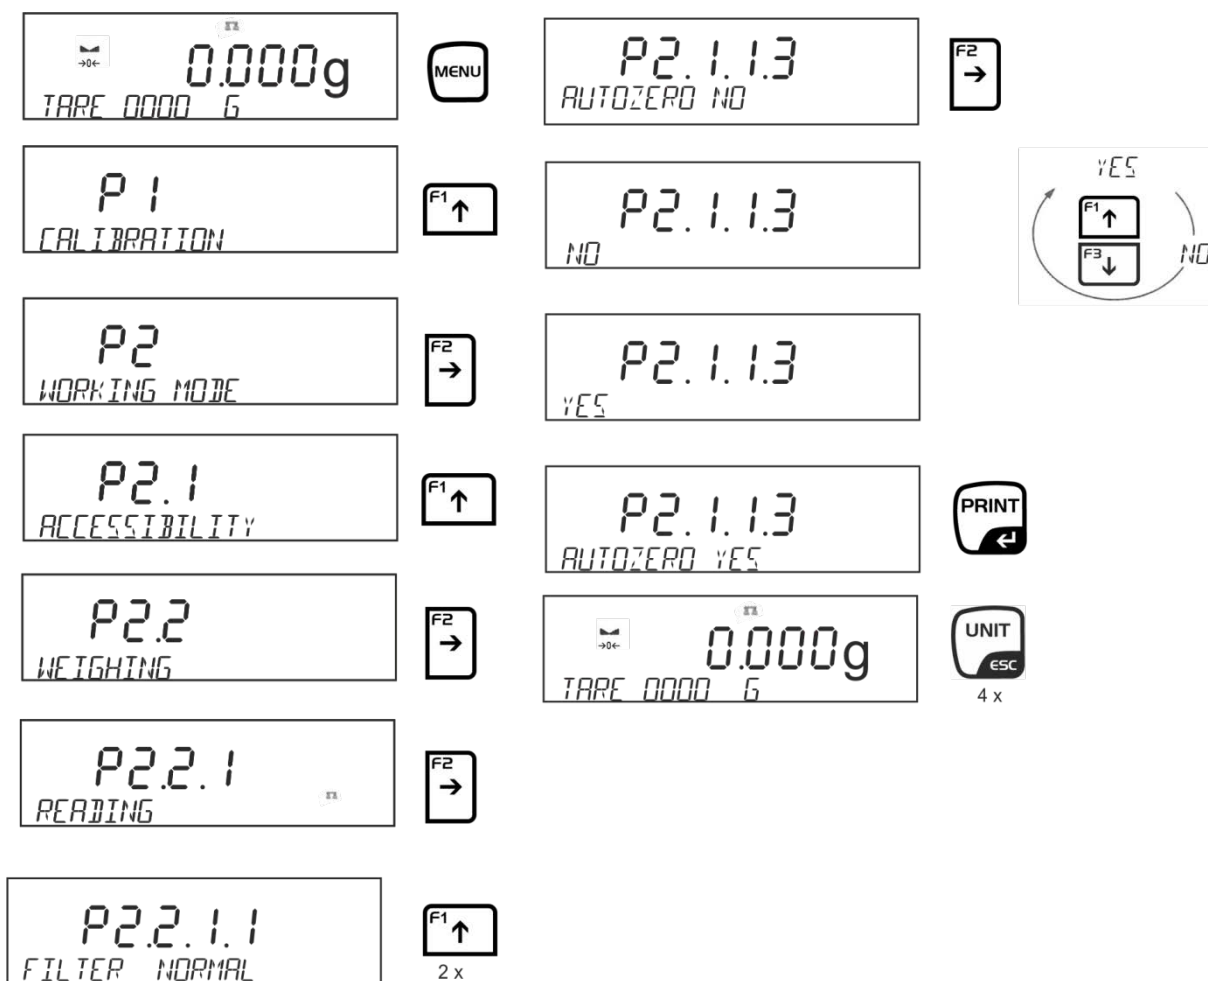 →0←
0.000g
TARE 0000 G
MENU
P1
CALIBRATION
F1 ↑
P2
WORKING MODE
F2 →
P2.1
ACCESSIBILITY
F1 ↑
P2.2
WEIGHING
F2 →
P2.2.1
READING
F2 →
P2.2.1.1
FILTER NORMAL
F1 ↑
2 x
P2.1.1.3
AUTOZERO NO
F2 →
P2.1.1.3
NO
YES
F1 ↑
F3 ↓
NO
P2.1.1.3
YES
P2.1.1.3
AUTOZERO YES
PRINT
→0←
0.000g
TARE 0000 G
UNIT
ESC
4 x